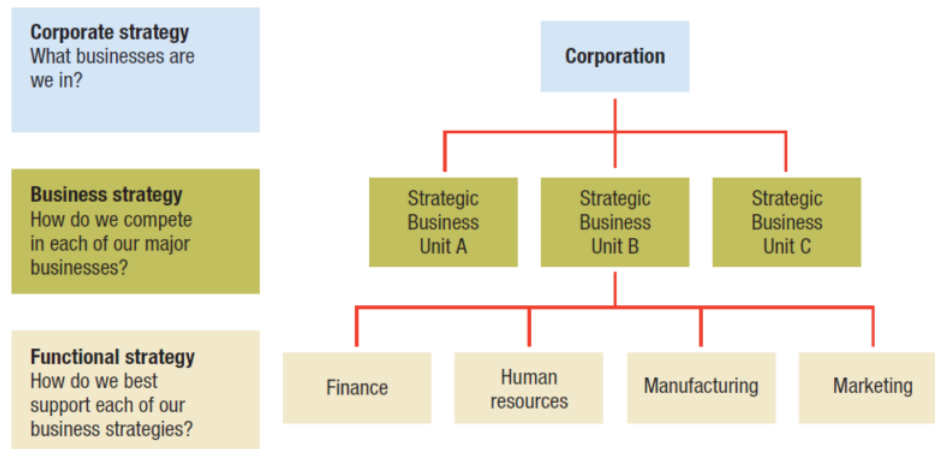 Corporate strategy
What businesses are
we in?
Corporation
Business strategy
How do we compete
in each of our major
businesses?
Strategic
Business
Unit A
Strategic
Business
Unit B
Strategic
Business
Unit C
Functional strategy
How do we best
support each of our
business strategies?
Finance
Human
resources
Manufacturing
Marketing